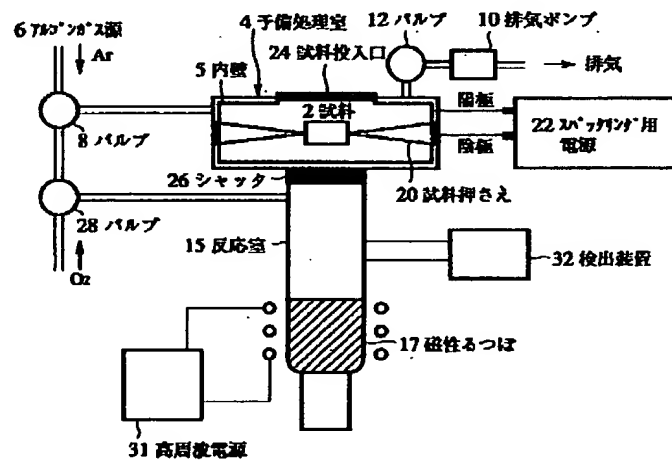 6 アルゴンガス源
Ar
4 予備処理室
24 試料投入口
12 バルブ
10 排気ポンプ
排気
5 内壁
2 試料
陽極
陰極
22 スパッタリング用
電源
8 バルブ
26 シャッタ
20 試料押さえ
28 バルブ
O2
15 反応室
32 検出装置
17 磁性るつぼ
31 高周波電源